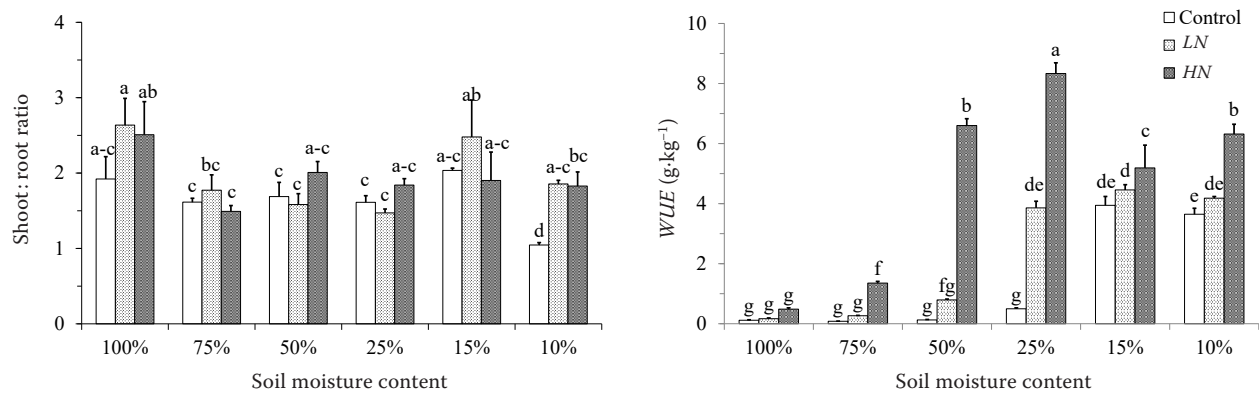 4
3
2
1
0
Shoot: root ratio
a-c
a
ab
c
bc
c
c
c
a-c
c
c
a-c
a-c
ab
a-c
d
a-c
bc
100%
75%
50%
25%
15%
10%
Soil moisture content
10
8
6
4
2
0
WUE (g·kg⁻¹)
Control
LN
HN
g
g
g
g
g
f
g
fg
b
g
de
a
de
d
c
e
de
b
100%
75%
50%
25%
15%
10%
Soil moisture content